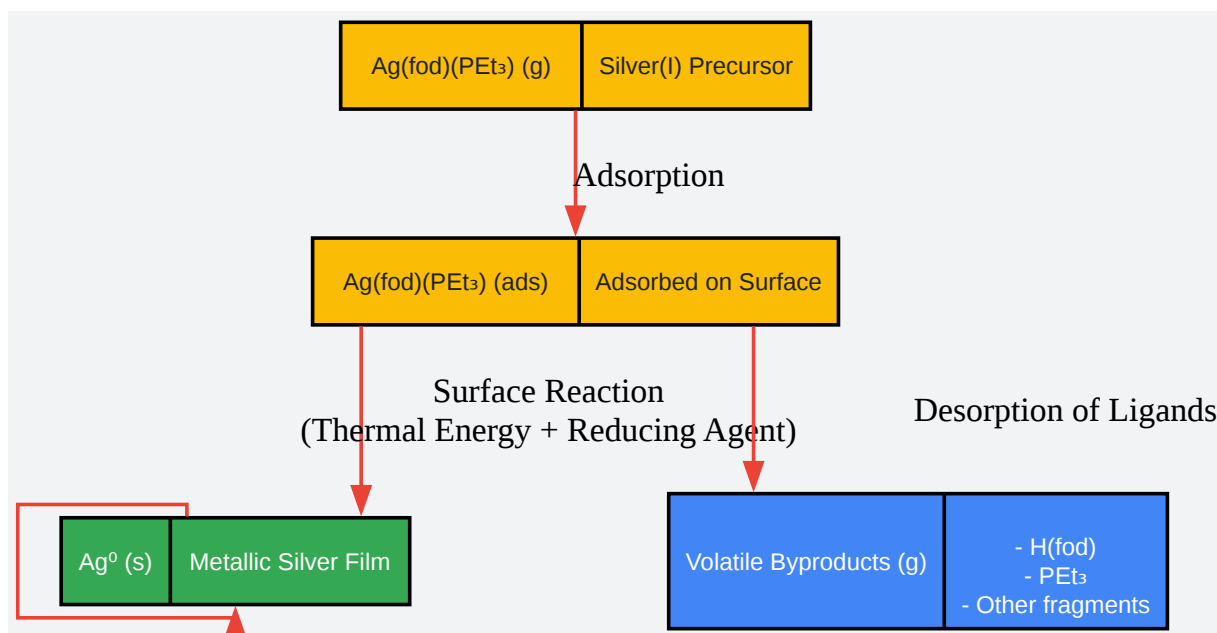 Ag(fod)(PEt₃) (g)
Silver(I) Precursor
Adsorption
Ag(fod)(PEt₃) (ads)
Adsorbed on Surface
Surface Reaction
(Thermal Energy + Reducing Agent)
Desorption of Ligands
Ag⁰ (s)
Metallic Silver Film
Volatile Byproducts (g)
- H(fod)
- PEt₃
- Other fragments